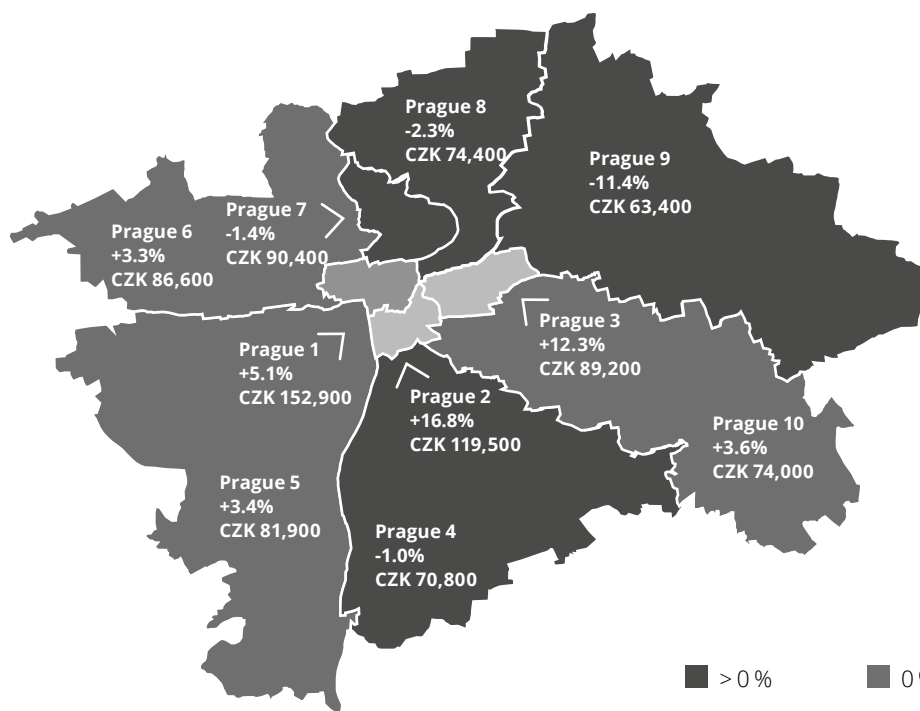 Prague 8
-2.3%
CZK 74,400
Prague 9
-11.4%
CZK 63,400
Prague 7
-1.4%
CZK 90,400
Prague 6
+3.3%
CZK 86,600
Prague 3
+12.3%
CZK 89,200
Prague 1
+5.1%
CZK 152,900
Prague 2
+16.8%
CZK 119,500
Prague 10
+3.6%
CZK 74,000
Prague 5
+3.4%
CZK 81,900
Prague 4
-1.0%
CZK 70,800
>0%